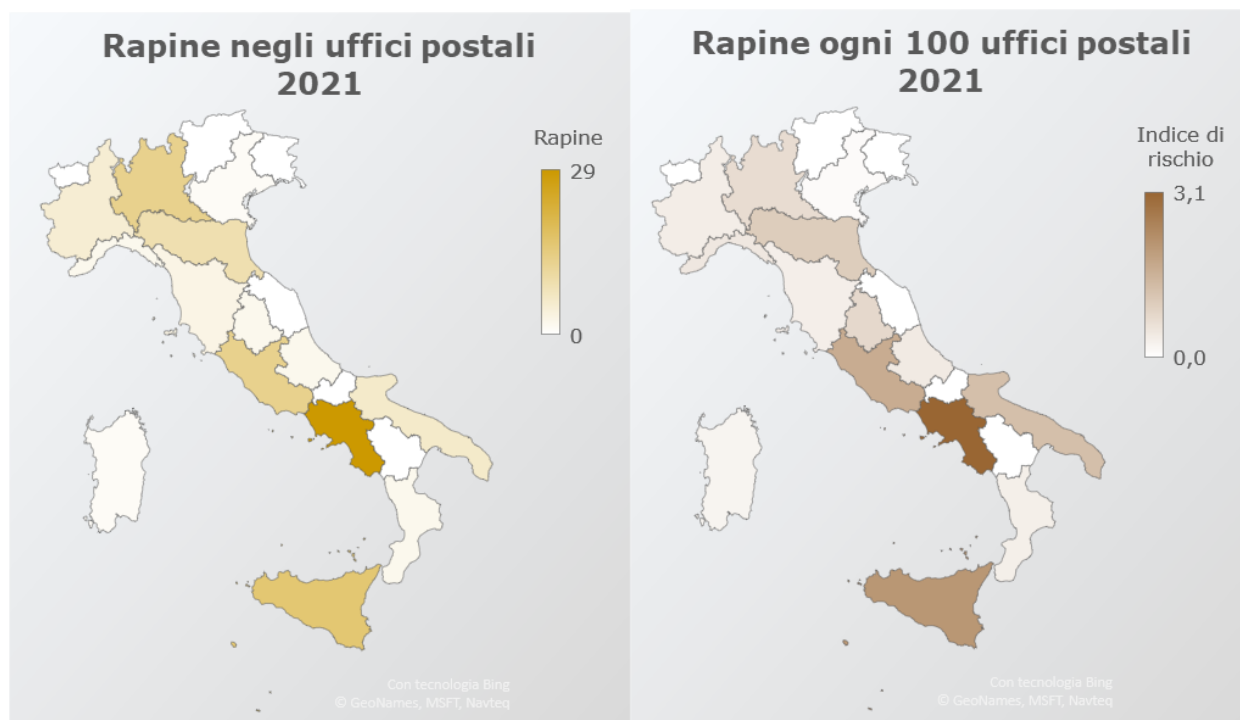 Rapine negli uffici postali
2021
Rapine
29
0
Con tecnologia Bing
© GeoNames, MSFT, Navteq
Rapine ogni 100 uffici postali
2021
Indice di
rischio
3,1
0,0
Con tecnologia Bing
© GeoNames, MSFT, Navteq